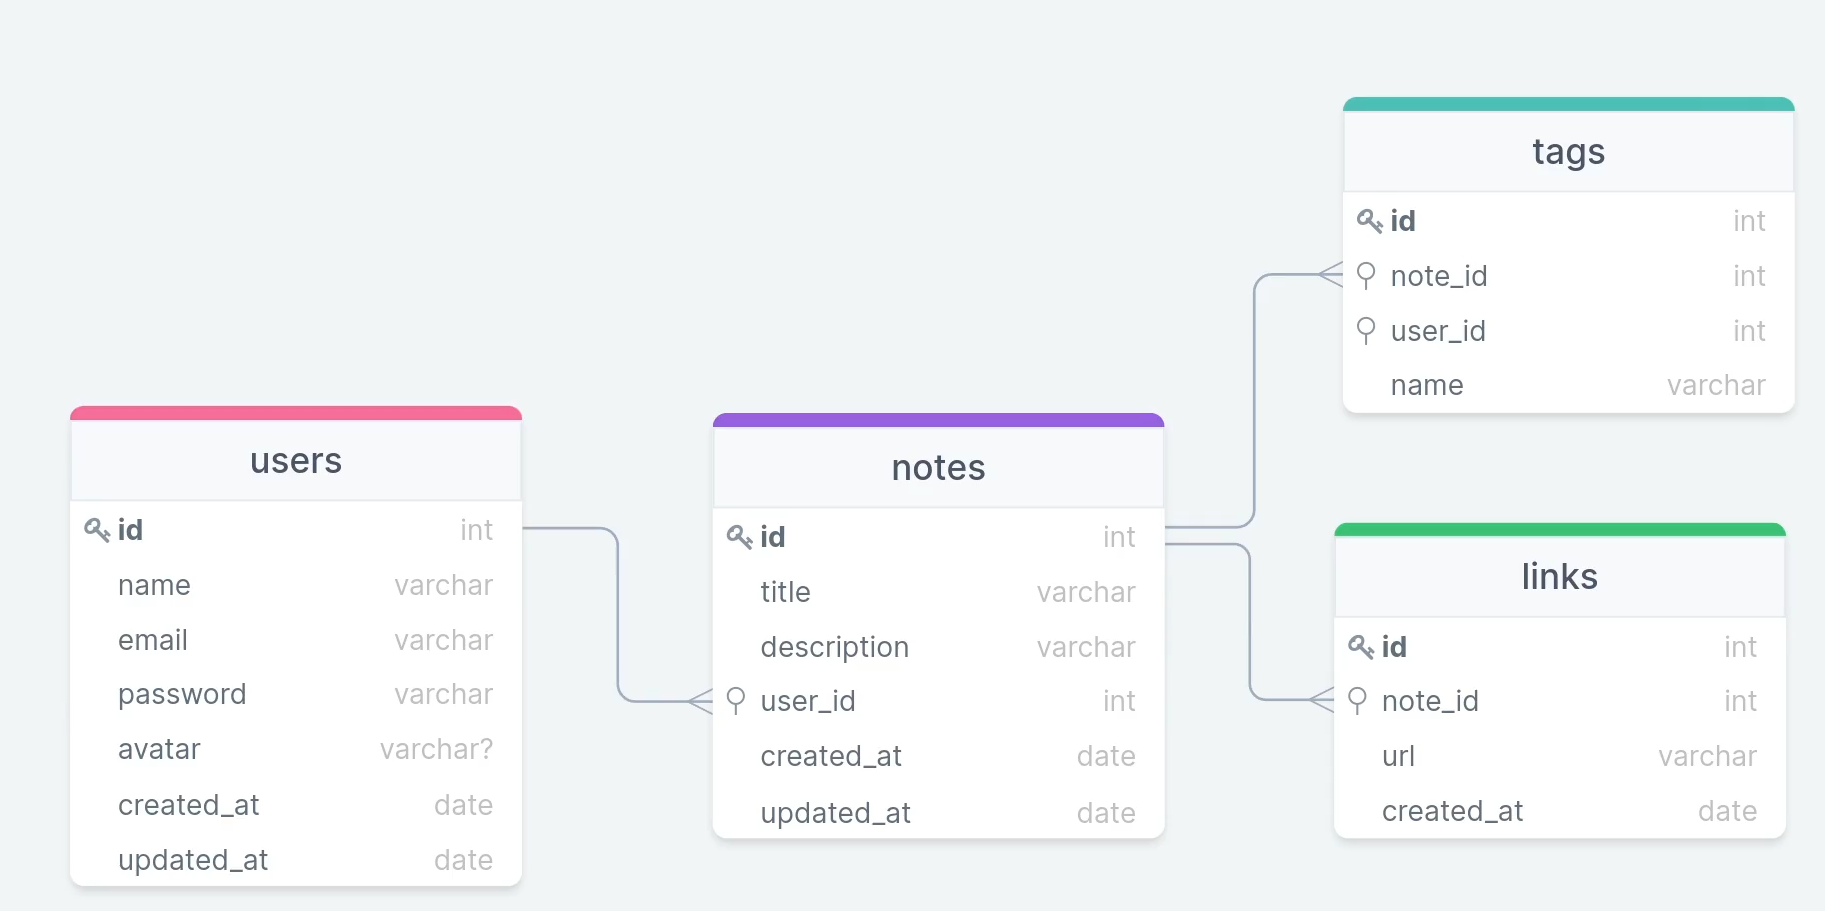 tags
id int
note_id int
user_id int
name varchar
users
id int
name varchar
email varchar
password varchar
avatar varchar?
created_at date
updated_at date
notes
id int
title varchar
description varchar
user_id int
created_at date
updated_at date
links
id int
note_id int
url varchar
created_at date